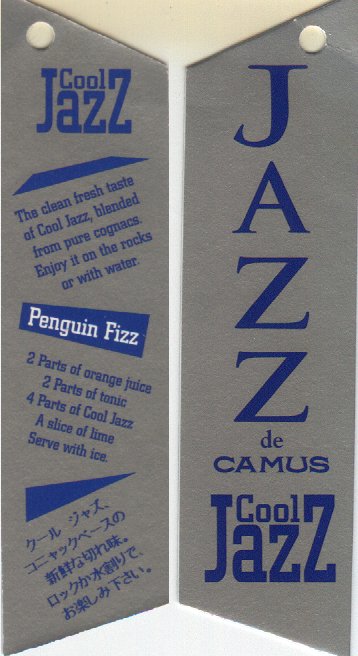 Cool
Jazz
The clean fresh taste
of Cool Jazz, blended
from pure cognacs.
Enjoy it on the rocks
or with water.
Penguin Fizz
2 Parts of orange juice
2 Parts of tonic
4 Parts of Cool Jazz
A slice of lime
Serve with ice.
クール ジャズ、
コニャックベースの
新鮮な切れ味。
ロックか水割りで、
お楽しみ下さい。
J
A
Z
Z
de
CAMUS
Cool
Jazz